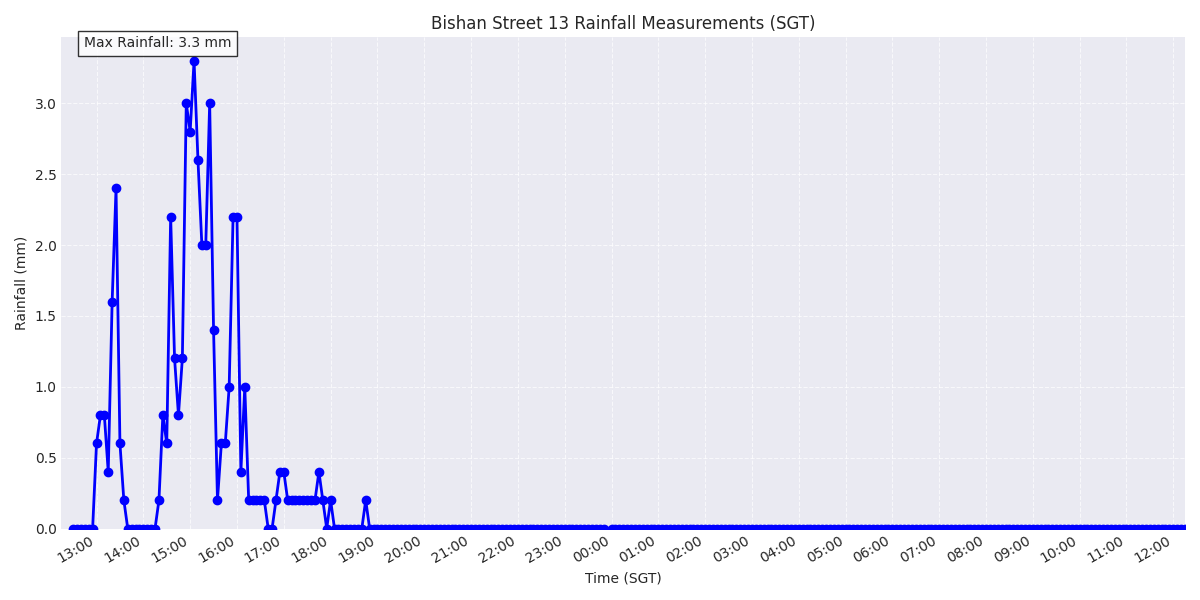 Bishan Street 13 Rainfall Measurements (SGT)
Max Rainfall: 3.3 mm
Rainfall (mm)
3.0
2.5
2.0
1.5
1.0
0.5
0.0
13:00 14:00 15:00 16:00 17:00 18:00 19:00 20:00 21:00 22:00 23:00 00:00 01:00 02:00 03:00 04:00 05:00 06:00 07:00 08:00 09:00 10:00 11:00 12:00
Time (SGT)